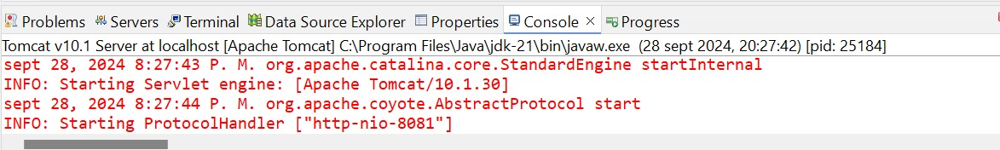 Problems Servers Terminal Data Source Explorer Properties Console Progress
Tomcat v10.1 Server at localhost [Apache Tomcat] C:\Program Files\Java\jdk-21\bin\javaw.exe (28 sept 2024, 20:27:42) [pid: 25184]
sept 28, 2024 8:27:43 P. M. org.apache.catalina.core.StandardEngine startInternal
INFO: Starting Servlet engine: [Apache Tomcat/10.1.30]
sept 28, 2024 8:27:44 P. M. org.apache.coyote.AbstractProtocol start
INFO: Starting ProtocolHandler ["http-nio-8081"]